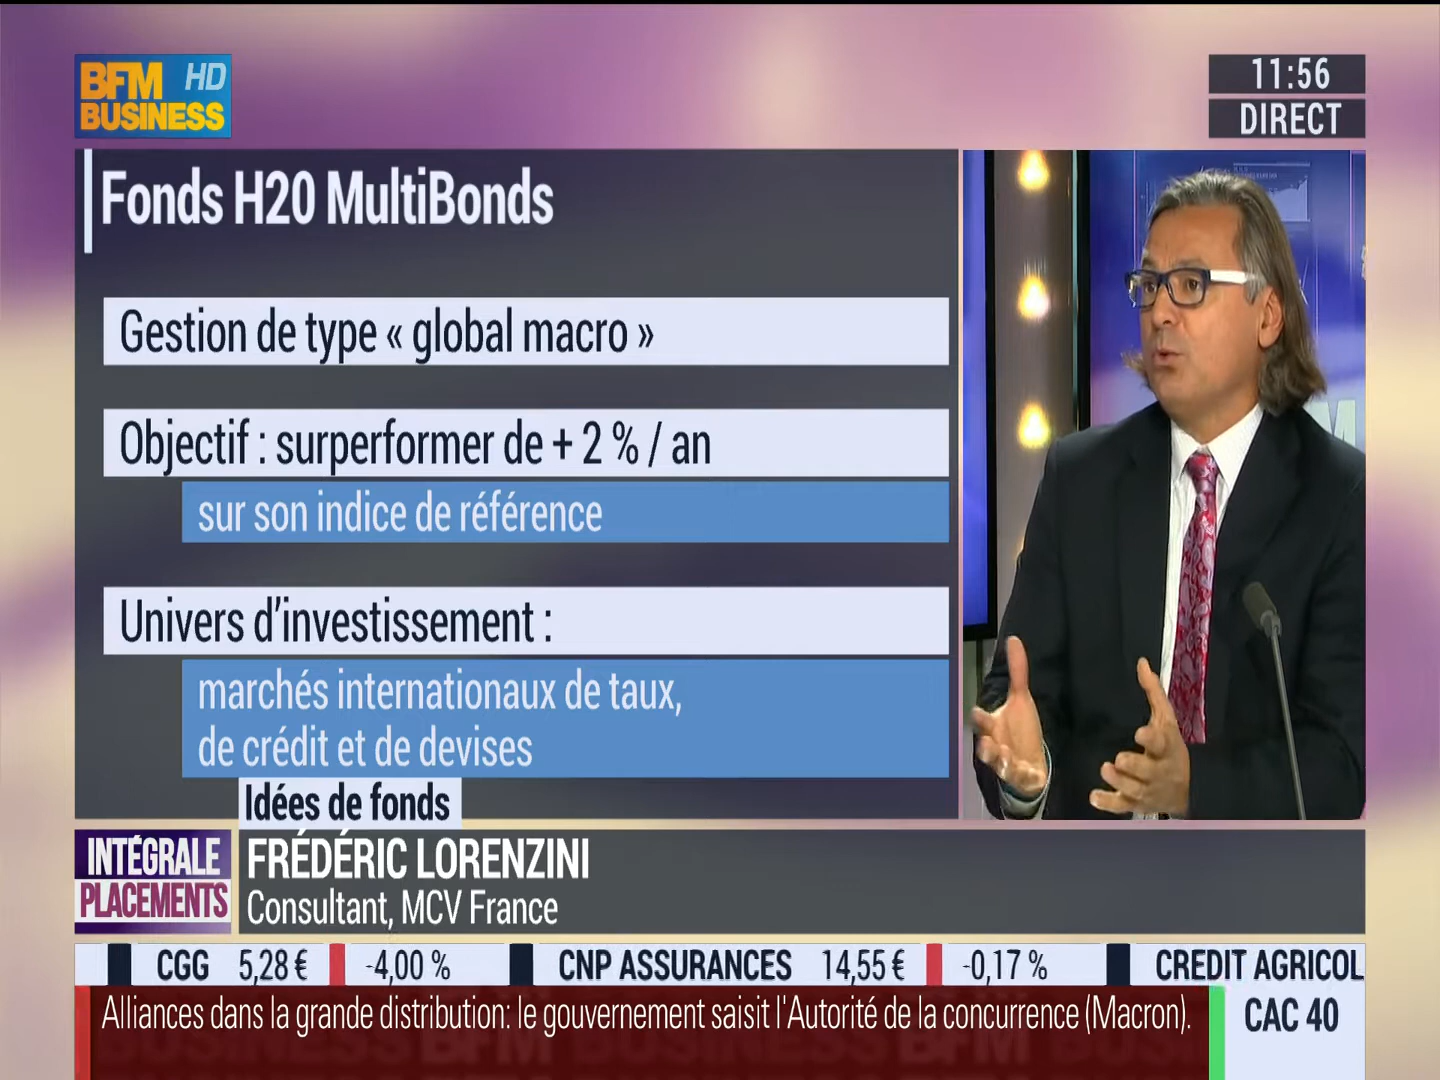 BFM HD
BUSINESS
11:56
DIRECT
Fonds H20 MultiBonds
Gestion de type « global macro »
Objectif : surperformer de + 2 % / an
sur son indice de référence
Univers d'investissement :
marchés internationaux de taux,
de crédit et de devises
Idées de fonds
INTÉGRALE
PLACEMENTS
FRÉDÉRIC LORENZINI
Consultant, MCV France
CGG 5,28 € -4,00 % CNP ASSURANCES 14,55 € -0,17 % CREDIT AGRICOL
Alliances dans la grande distribution: le gouvernement saisit l'Autorité de la concurrence (Macron).
CAC 40